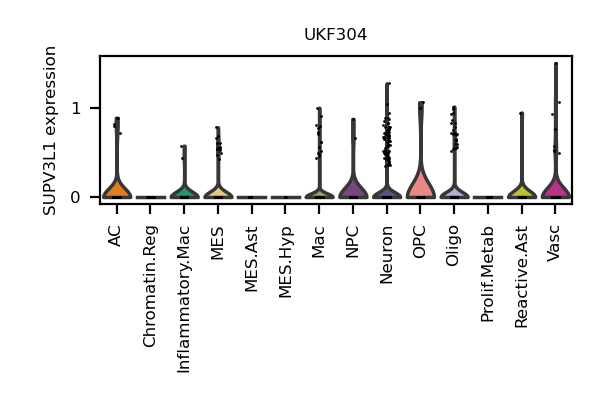 UKF304
SUPV3L1 expression
1
0
AC
Chromatin.Reg
Inflammatory.Mac
MES
MES.Ast
MES.Hyp
Mac
NPC
Neuron
OPC
Oligo
Prolif.Metab
Reactive.Ast
Vasc